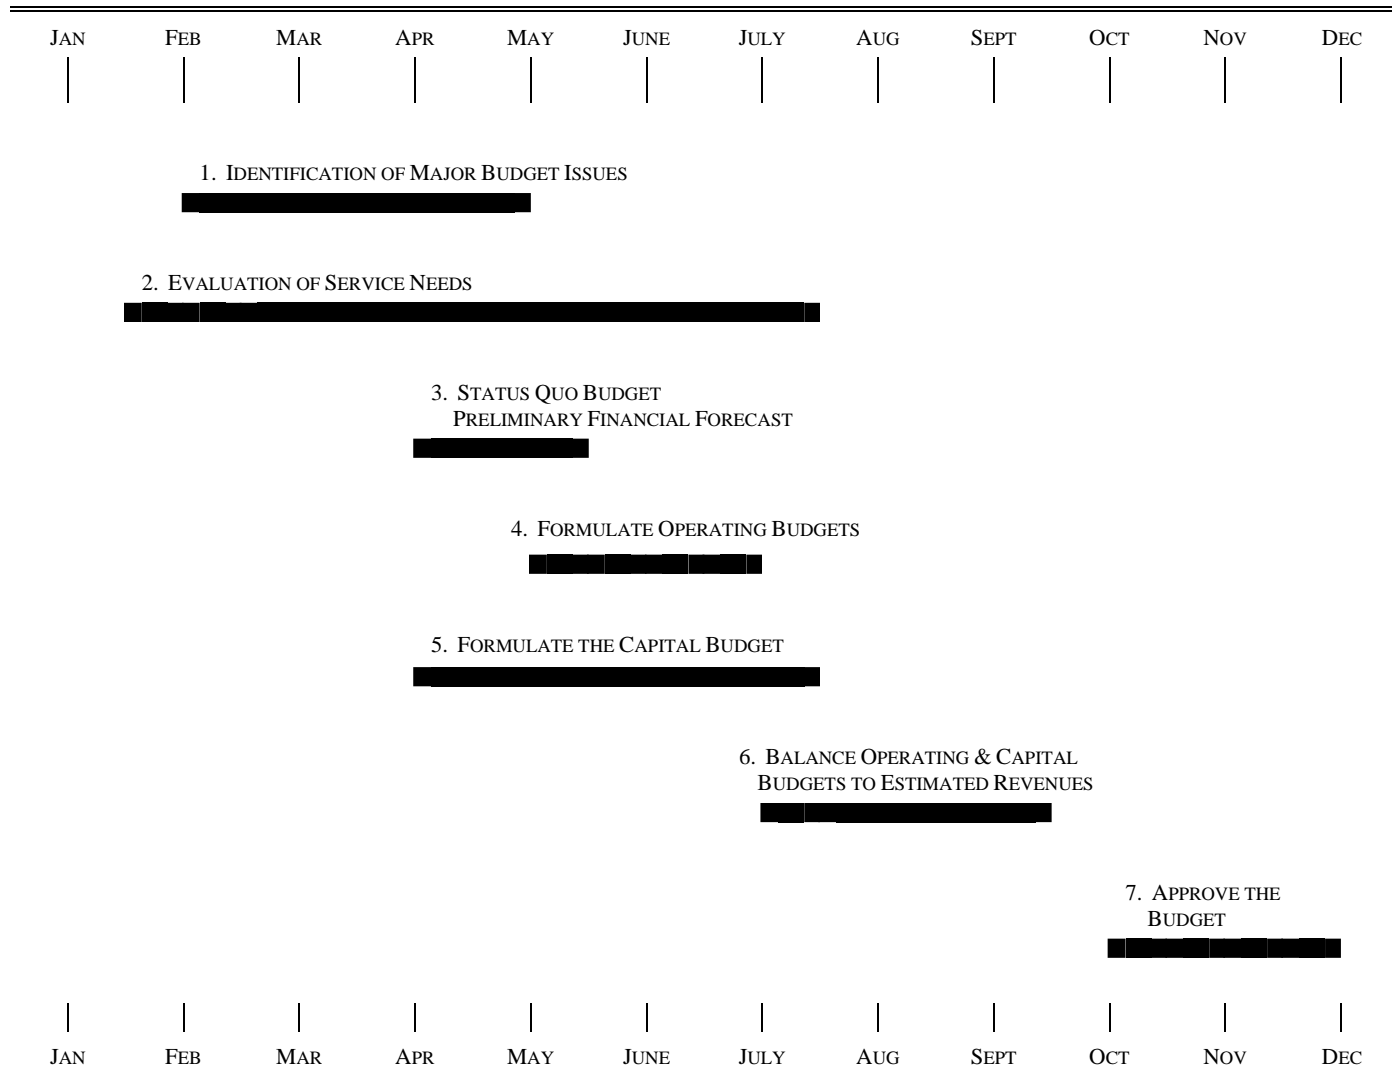 JAN FEB MAR APR MAY JUNE JULY AUG SEPT OCT NOV DEC
1. IDENTIFICATION OF MAJOR BUDGET ISSUES
2. EVALUATION OF SERVICE NEEDS
3. STATUS QUO BUDGET
PRELIMINARY FINANCIAL FORECAST
4. FORMULATE OPERATING BUDGETS
5. FORMULATE THE CAPITAL BUDGET
6. BALANCE OPERATING & CAPITAL
BUDGETS TO ESTIMATED REVENUES
7. APPROVE THE
BUDGET
JAN FEB MAR APR MAY JUNE JULY AUG SEPT OCT NOV DEC